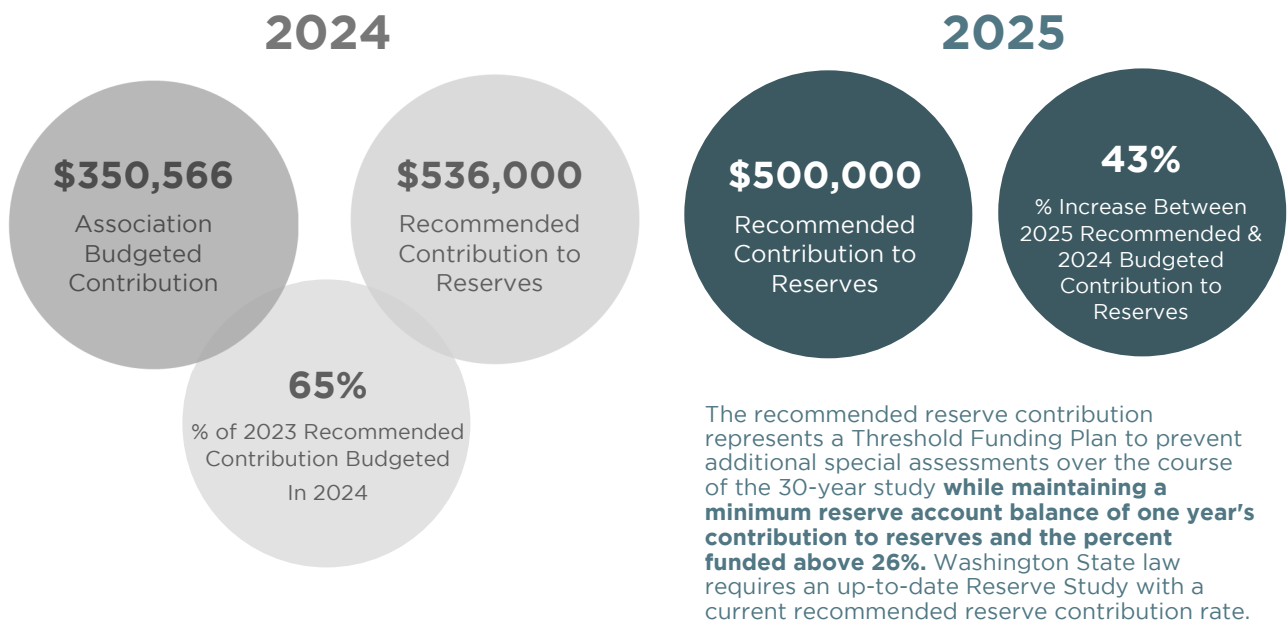 2024
$350,566
Association
Budgeted
Contribution
$536,000
Recommended
Contribution to
Reserves
65%
% of 2023 Recommended
Contribution Budgeted
In 2024
2025
$500,000
Recommended
Contribution to
Reserves
43%
% Increase Between
2025 Recommended &
2024 Budgeted
Contribution to
Reserves
The recommended reserve contribution
represents a Threshold Funding Plan to prevent
additional special assessments over the course
of the 30-year study while maintaining a
minimum reserve account balance of one year's
contribution to reserves and the percent
funded above 26%. Washington State law
requires an up-to-date Reserve Study with a
current recommended reserve contribution rate.